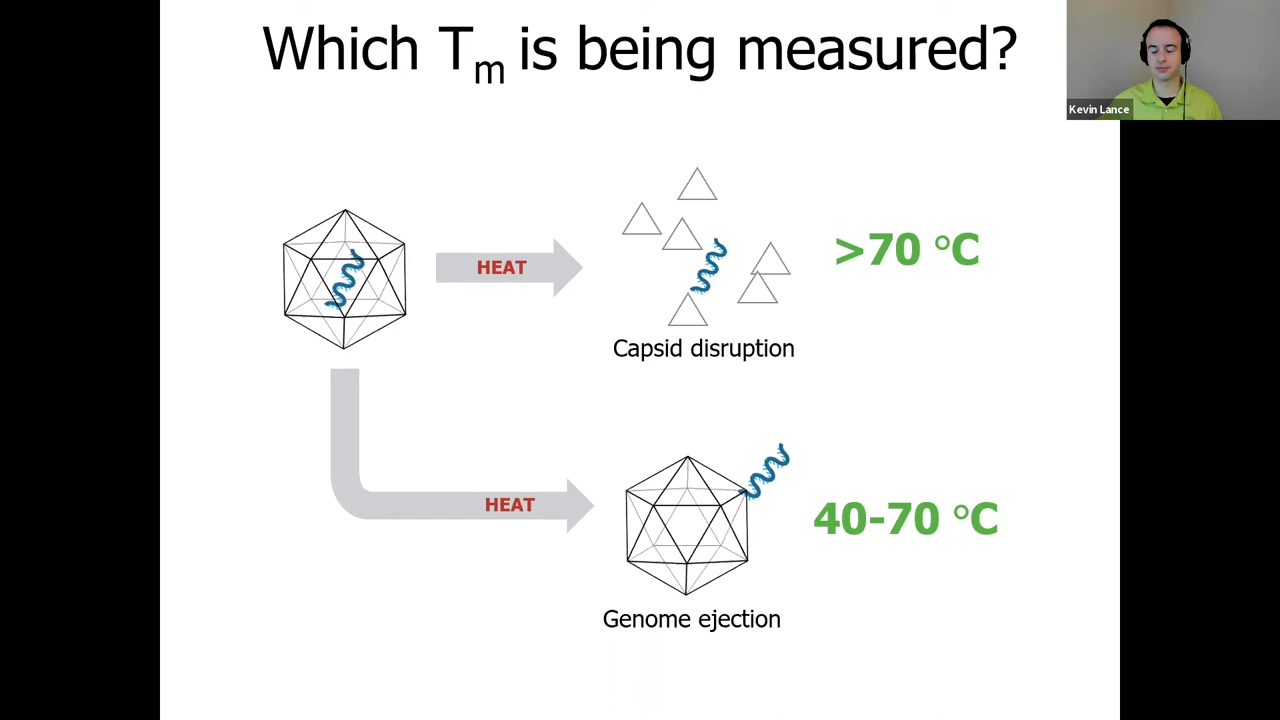 Which Tm is being measured?
Kevin Lance
HEAT
>70 °C
Capsid disruption
HEAT
40-70 °C
Genome ejection